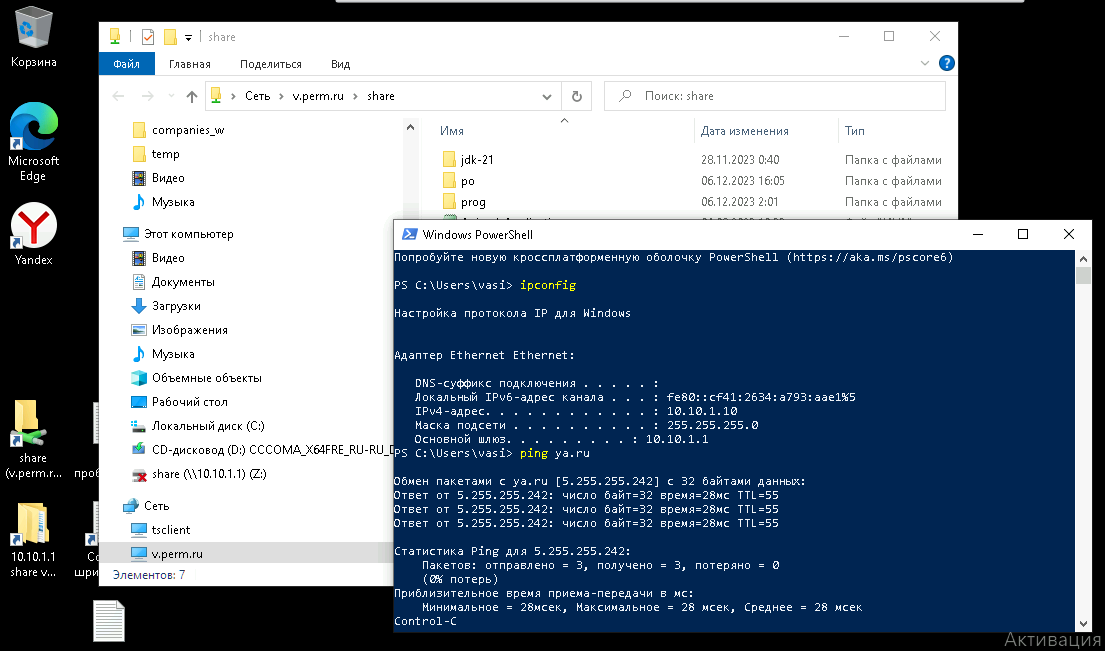 Корзина
Microsoft
Edge
Yandex
share
(v.perm.r...
проб
10.10.1.1
share v...
Со
шри
share
Файл
Главная
Поделиться
Вид
Сеть
v.perm.ru
share
Поиск: share
companies_w
temp
Видео
Музыка
Этот компьютер
Видео
Документы
Загрузки
Изображения
Музыка
Объемные объекты
Рабочий стол
Локальный диск (C:)
CD-дисковод (D:) CCCOMA_X64FRE_RU-RU_D
share (\\10.10.1.1) (Z:)
Сеть
tsclient
v.perm.ru
Элементов: 7
Имя Дата изменения Тип
jdk-21 28.11.2023 0:40 Папка с файлами
po 06.12.2023 16:05 Папка с файлами
prog 06.12.2023 2:01 Папка с файлами
Windows PowerShell
Попробуйте новую кроссплатформенную оболочку PowerShell (https://aka.ms/pscore6)
PS C:\Users\vasi> ipconfig
Настройка протокола IP для Windows
Адаптер Ethernet Ethernet:
DNS-суффикс подключения . . . . . :
Локальный IPv6-адрес канала . . . : fe80::cf41:2634:a793:aae1%5
IPv4-адрес. . . . . . . . . . . . : 10.10.1.10
Маска подсети . . . . . . . . . . : 255.255.255.0
Основной шлюз. . . . . . . . . : 10.10.1.1
PS C:\Users\vasi> ping ya.ru
Обмен пакетами с ya.ru [5.255.255.242] с 32 байтами данных:
Ответ от 5.255.255.242: число байт=32 время=28мс TTL=55
Ответ от 5.255.255.242: число байт=32 время=28мс TTL=55
Ответ от 5.255.255.242: число байт=32 время=28мс TTL=55
Статистика Ping для 5.255.255.242:
Пакетов: отправлено = 3, получено = 3, потеряно = 0
(0% потерь)
Приблизительное время приема-передачи в мс:
Минимальное = 28мсек, Максимальное = 28 мсек, Среднее = 28 мсек
Control-C
Активация